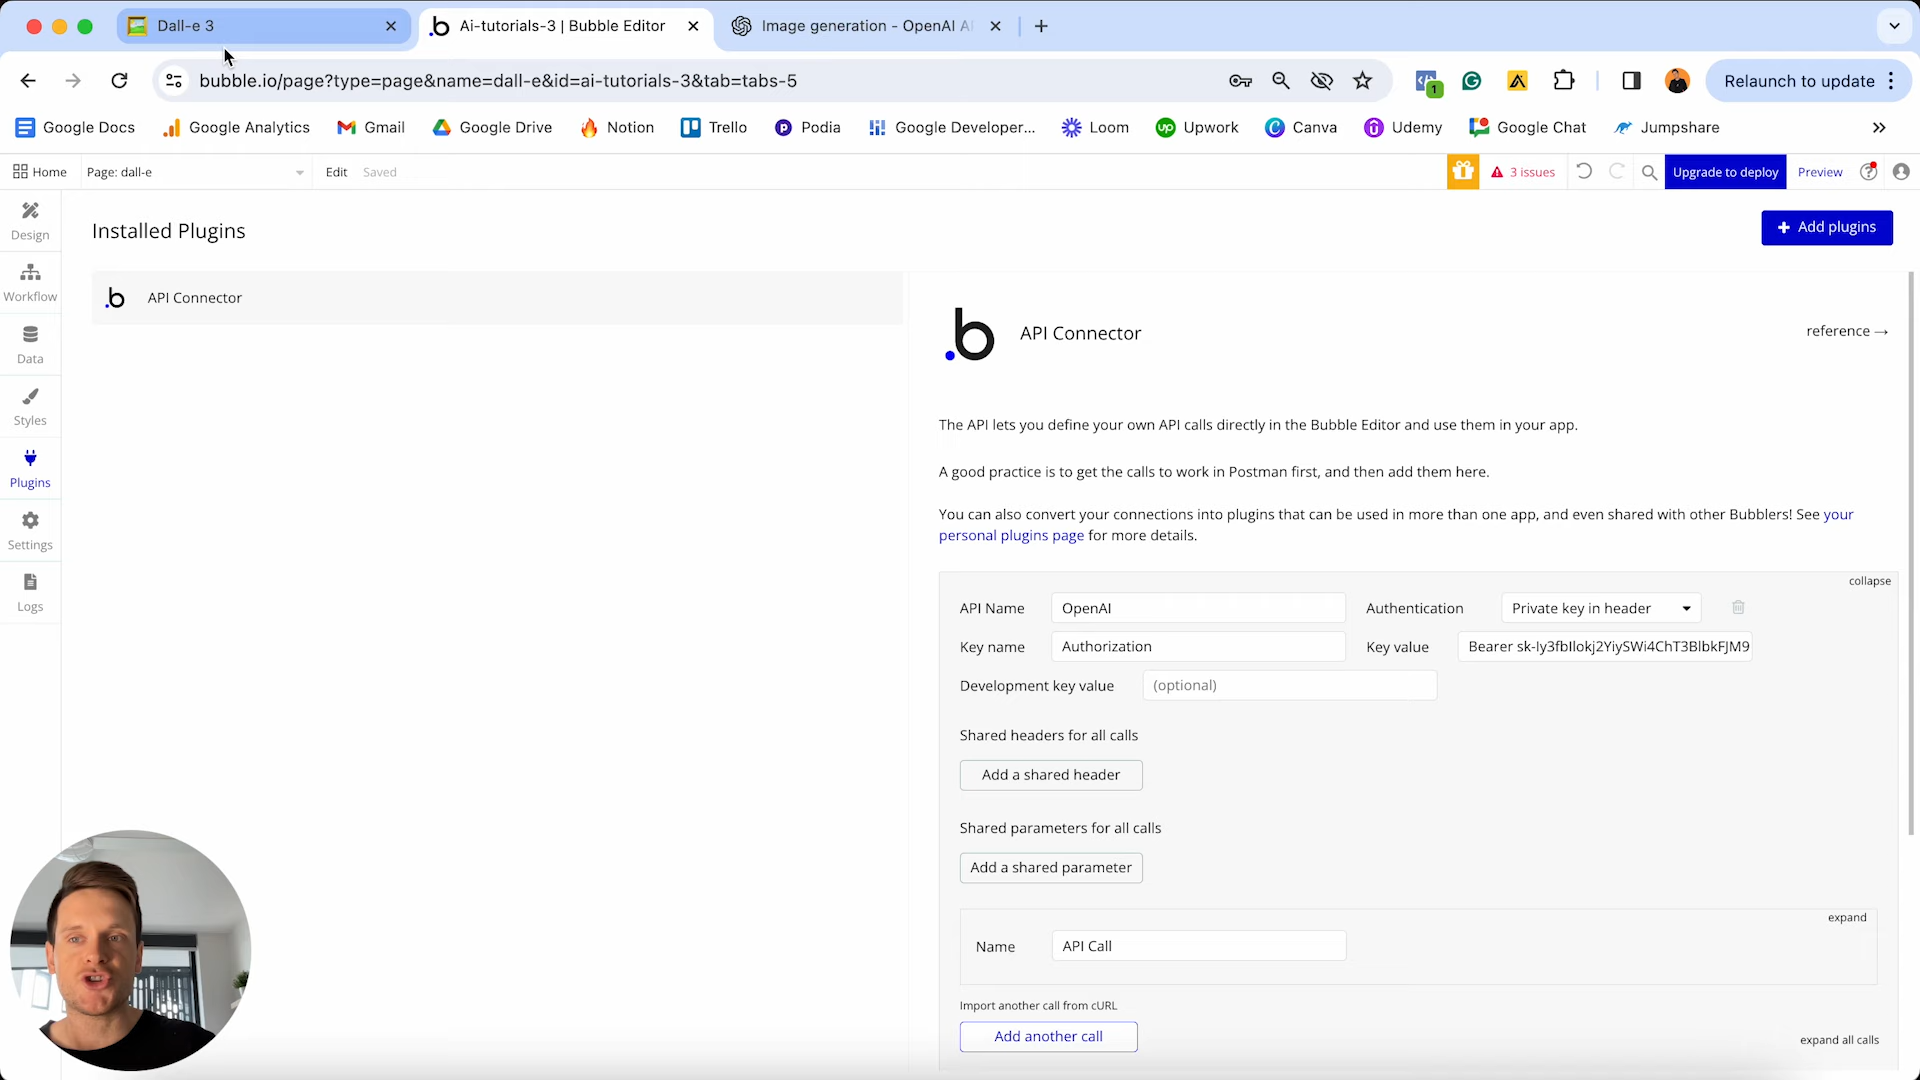 Dall-e 3
Ai-tutorials-3 | Bubble Editor
Image generation - OpenAI A
bubble.io/page?type=page&name=dall-e&id=ai-tutorials-3&tab=tabs-5
1
Relaunch to update
Google Docs
Google Analytics
Gmail
Google Drive
Notion
Trello
Podia
Google Developer...
Loom
up Upwork
Canva
Udemy
Google Chat
Jumpshare
Home
Page: dall-e
Edit
Saved
3 issues
Upgrade to deploy
Preview
Design
Workflow
Data
Styles
Plugins
Settings
Logs
Installed Plugins
+ Add plugins
.b API Connector
.b API Connector
reference →
The API lets you define your own API calls directly in the Bubble Editor and use them in your app.
A good practice is to get the calls to work in Postman first, and then add them here.
You can also convert your connections into plugins that can be used in more than one app, and even shared with other Bubblers! See your
personal plugins page for more details.
collapse
API Name
OpenAI
Authentication
Private key in header
Key name
Authorization
Key value
Bearer sk-Iy3fbIlokj2YiySWi4ChT3BlbkFJM9
Development key value
(optional)
Shared headers for all calls
Add a shared header
Shared parameters for all calls
Add a shared parameter
expand
Name
API Call
Import another call from cURL
Add another call
expand all calls